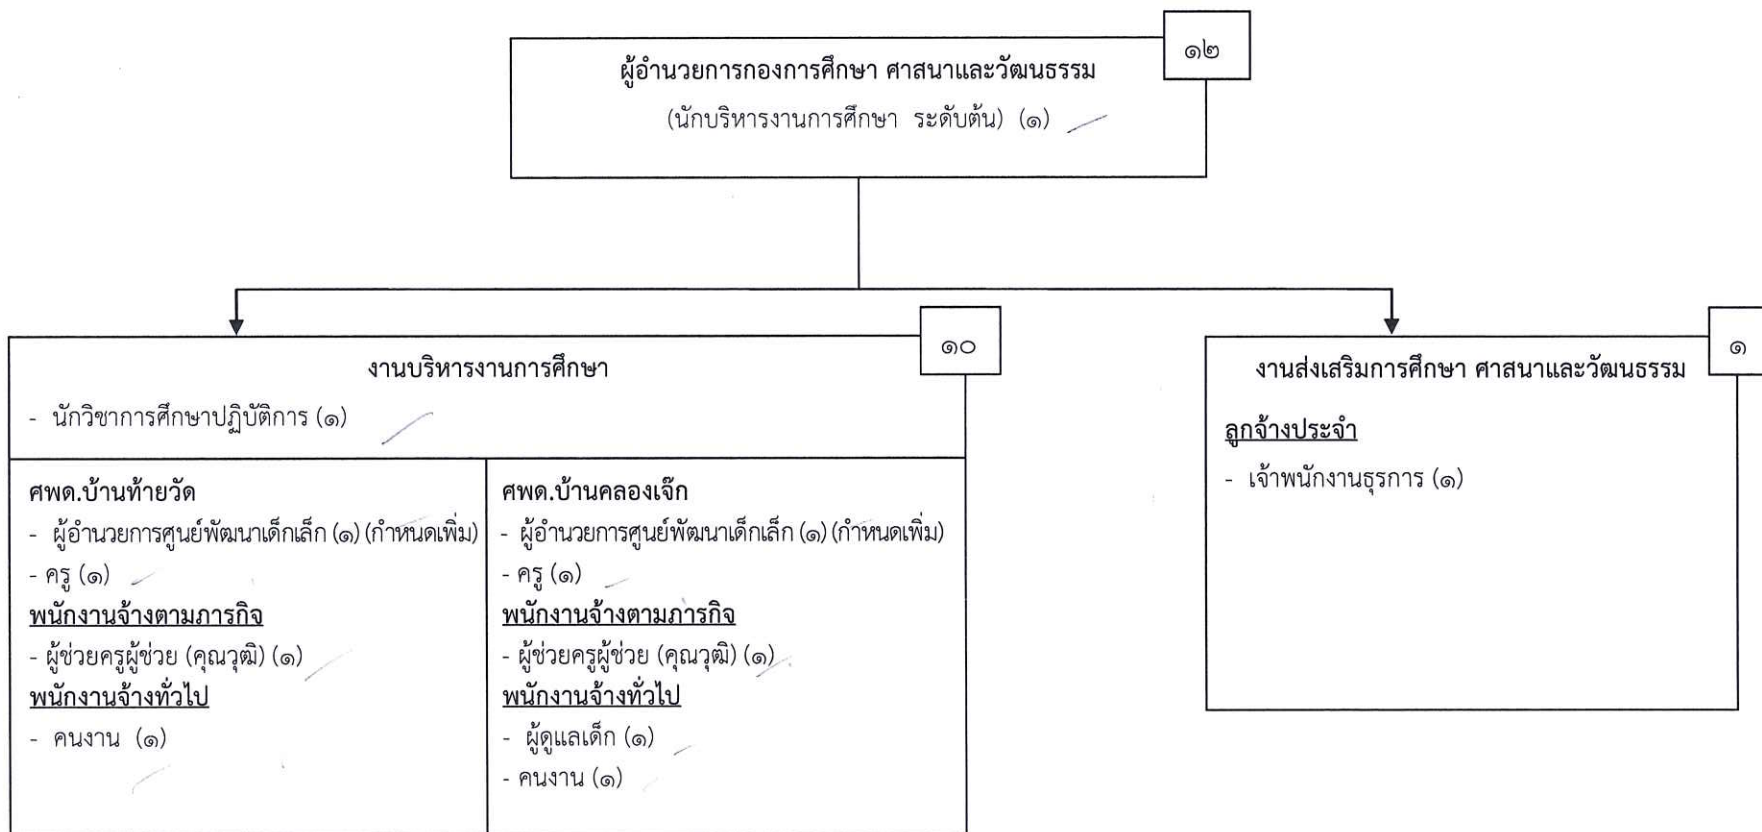 ๑๒
ผู้อำนวยการกองการศึกษา ศาสนาและวัฒนธรรม
(นักบริหารงานการศึกษา ระดับต้น) (๑)
๑๐
งานบริหารงานการศึกษา
- นักวิชาการศึกษาปฏิบัติการ (๑)
ศพด.บ้านท้ายวัด
- ผู้อำนวยการศูนย์พัฒนาเด็กเล็ก (๑) (กำหนดเพิ่ม)
- ครู (๑)
พนักงานจ้างตามภารกิจ
- ผู้ช่วยครูผู้ช่วย (คุณวุฒิ) (๑)
พนักงานจ้างทั่วไป
- คนงาน (๑)
ศพด.บ้านคลองเจ๊ก
- ผู้อำนวยการศูนย์พัฒนาเด็กเล็ก (๑) (กำหนดเพิ่ม)
- ครู (๑)
พนักงานจ้างตามภารกิจ
- ผู้ช่วยครูผู้ช่วย (คุณวุฒิ) (๑)
พนักงานจ้างทั่วไป
- ผู้ดูแลเด็ก (๑)
- คนงาน (๑)
๑
งานส่งเสริมการศึกษา ศาสนาและวัฒนธรรม
ลูกจ้างประจำ
- เจ้าพนักงานธุรการ (๑)